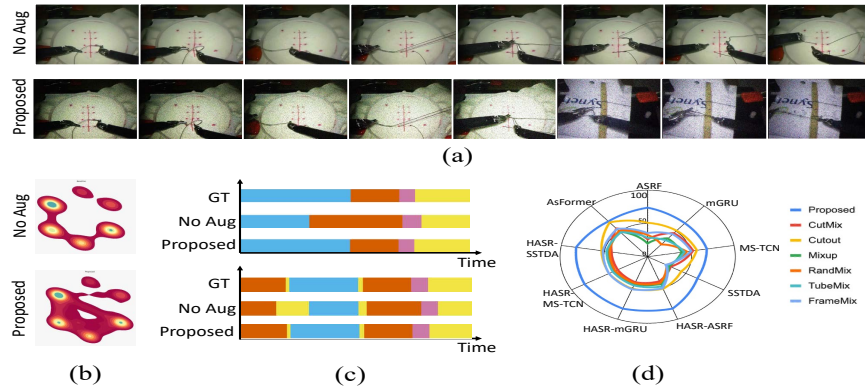 No Aug
Proposed
Synet
(a)
No Aug
Proposed
(b)
GT
No Aug
Proposed
Time
GT
No Aug
Proposed
Time
(c)
ASRF
100
mGRU
MS-TCN
SSTDA
HASR-ASRF
HASR-mGRU
HASR-
MS-TCN
HASR-
SSTDA
AsFormer
Proposed
CutMix
Cutout
Mixup
RandMix
TubeMix
FrameMix
(d)